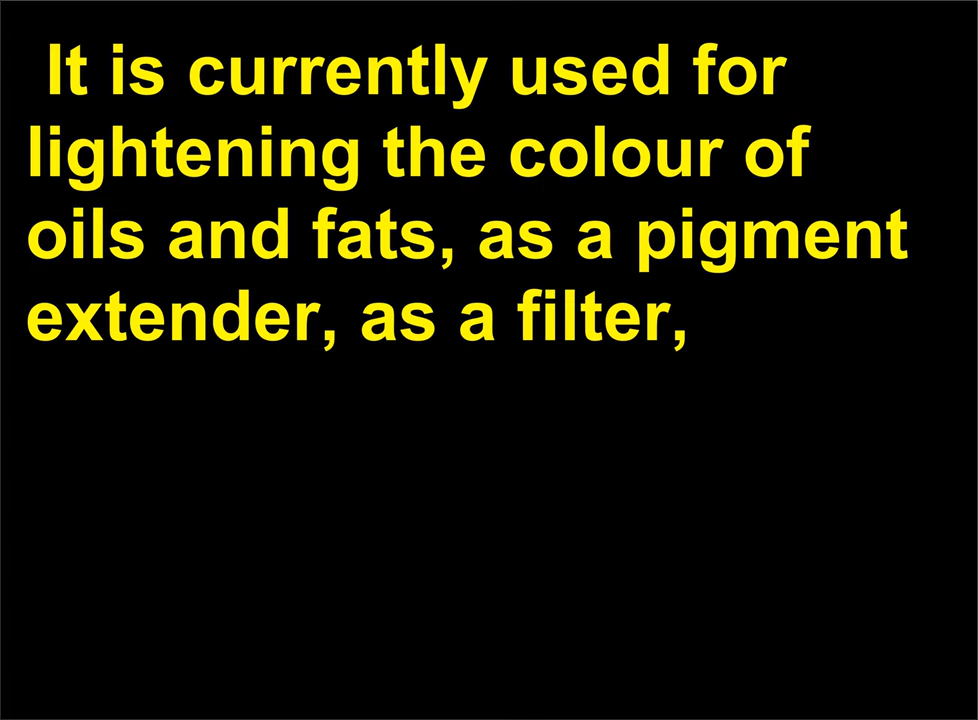 It is currently used for
lightening the colour of
oils and fats, as a pigment
extender, as a filter,